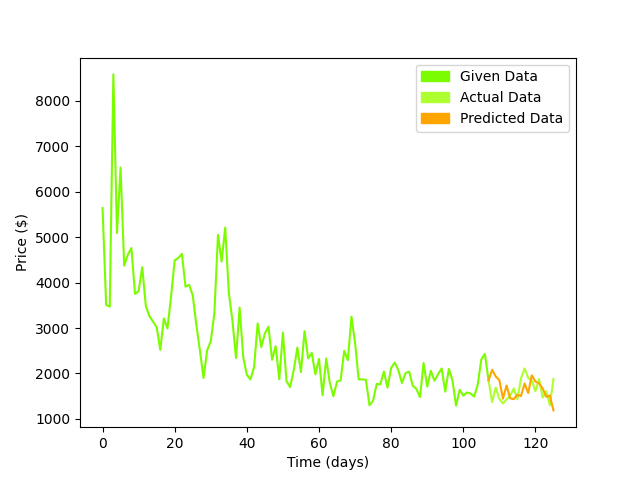 Given Data
Actual Data
Predicted Data
Price ($)
8000
7000
6000
5000
4000
3000
2000
1000
0 20 40 60 80 100 120
Time (days)